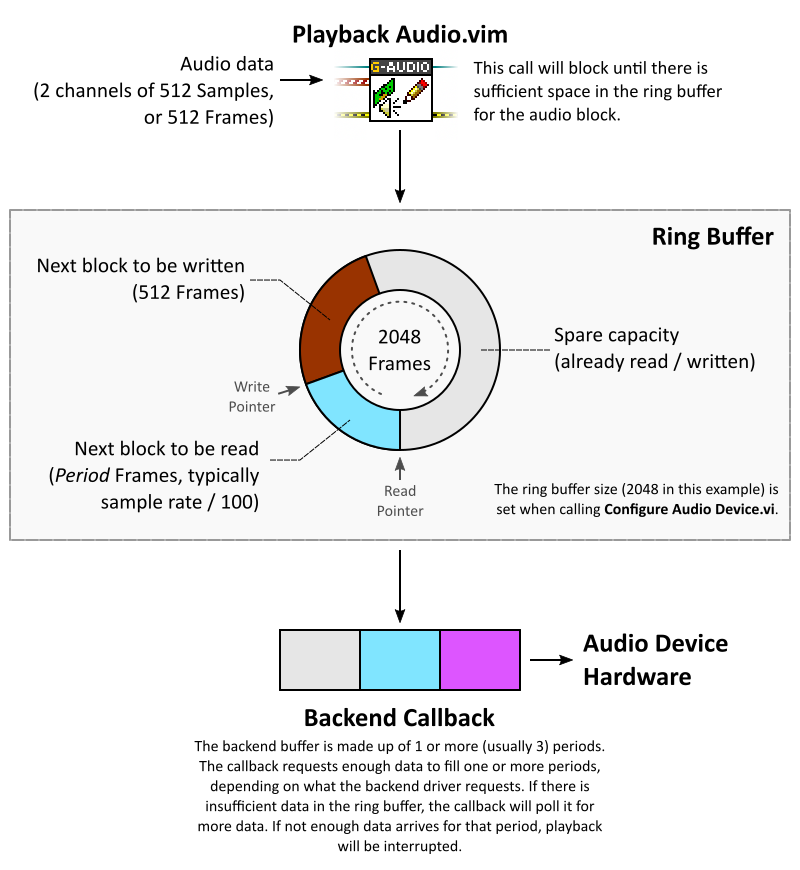 Playback Audio.vim
Audio data
(2 channels of 512 Samples,
or 512 Frames)
G-AUDIO
This call will block until there is
sufficient space in the ring buffer
for the audio block.
Ring Buffer
Next block to be written
(512 Frames)
2048
Frames
Spare capacity
(already read / written)
Write
Pointer
Next block to be read
(Period Frames, typically
sample rate / 100)
Read
Pointer
The ring buffer size (2048 in this example) is
set when calling Configure Audio Device.vi.
Audio Device
Hardware
Backend Callback
The backend buffer is made up of 1 or more (usually 3) periods.
The callback requests enough data to fill one or more periods,
depending on what the backend driver requests. If there is
insufficient data in the ring buffer, the callback will poll it for
more data. If not enough data arrives for that period, playback
will be interrupted.